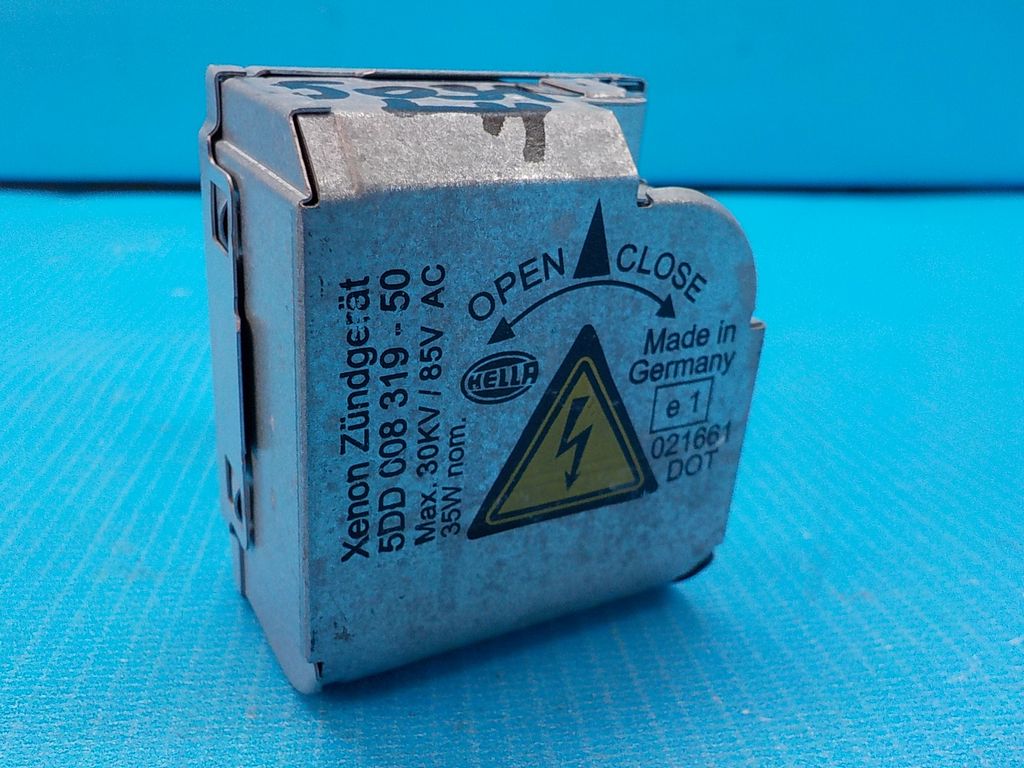 Xenon Zündgerät
5DD 008 319 - 50
Max. 30KV / 85V AC
35W nom.
OPEN CLOSE
HELLA
Made in
Germany
e 1
021661
DOT